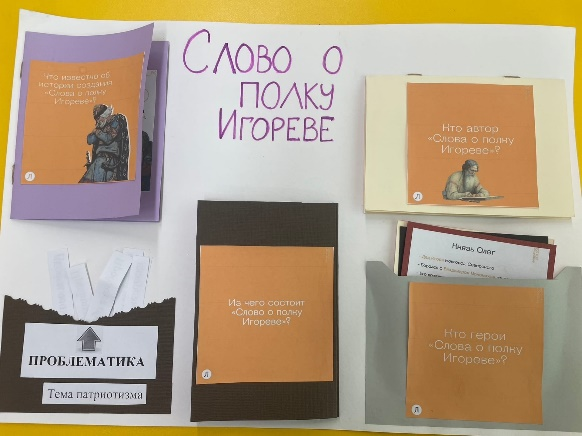 Слово о
полку
Игореве
Что известно об
истории создания
«Слова о полку
Игореве»?
Л
Кто автор
«Слова о полку
Игореве»?
Л
Из чего состоит
«Слово о полку
Игореве»?
Л
Князь Олег
Кто герои
«Слова о полку
Игореве»?
Л
ПРОБЛЕМАТИКА
Тема патриотизма